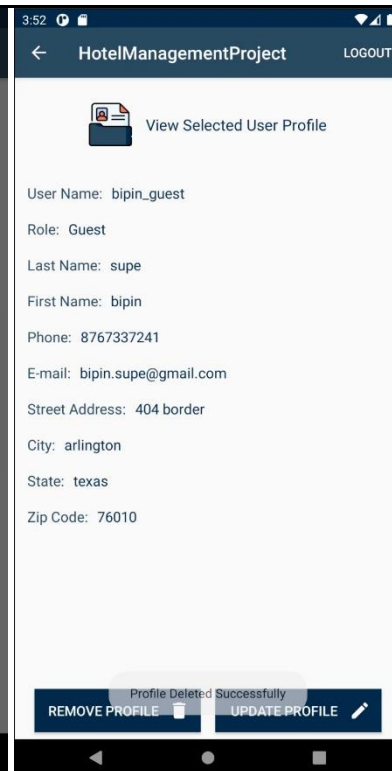 3:52
HotelManagementProject LOGOUT
View Selected User Profile
User Name: bipin_guest
Role: Guest
Last Name: supe
First Name: bipin
Phone: 8767337241
E-mail: bipin.supe@gmail.com
Street Address: 404 border
City: arlington
State: texas
Zip Code: 76010
Profile Deleted Successfully
REMOVE PROFILE UPDATE PROFILE